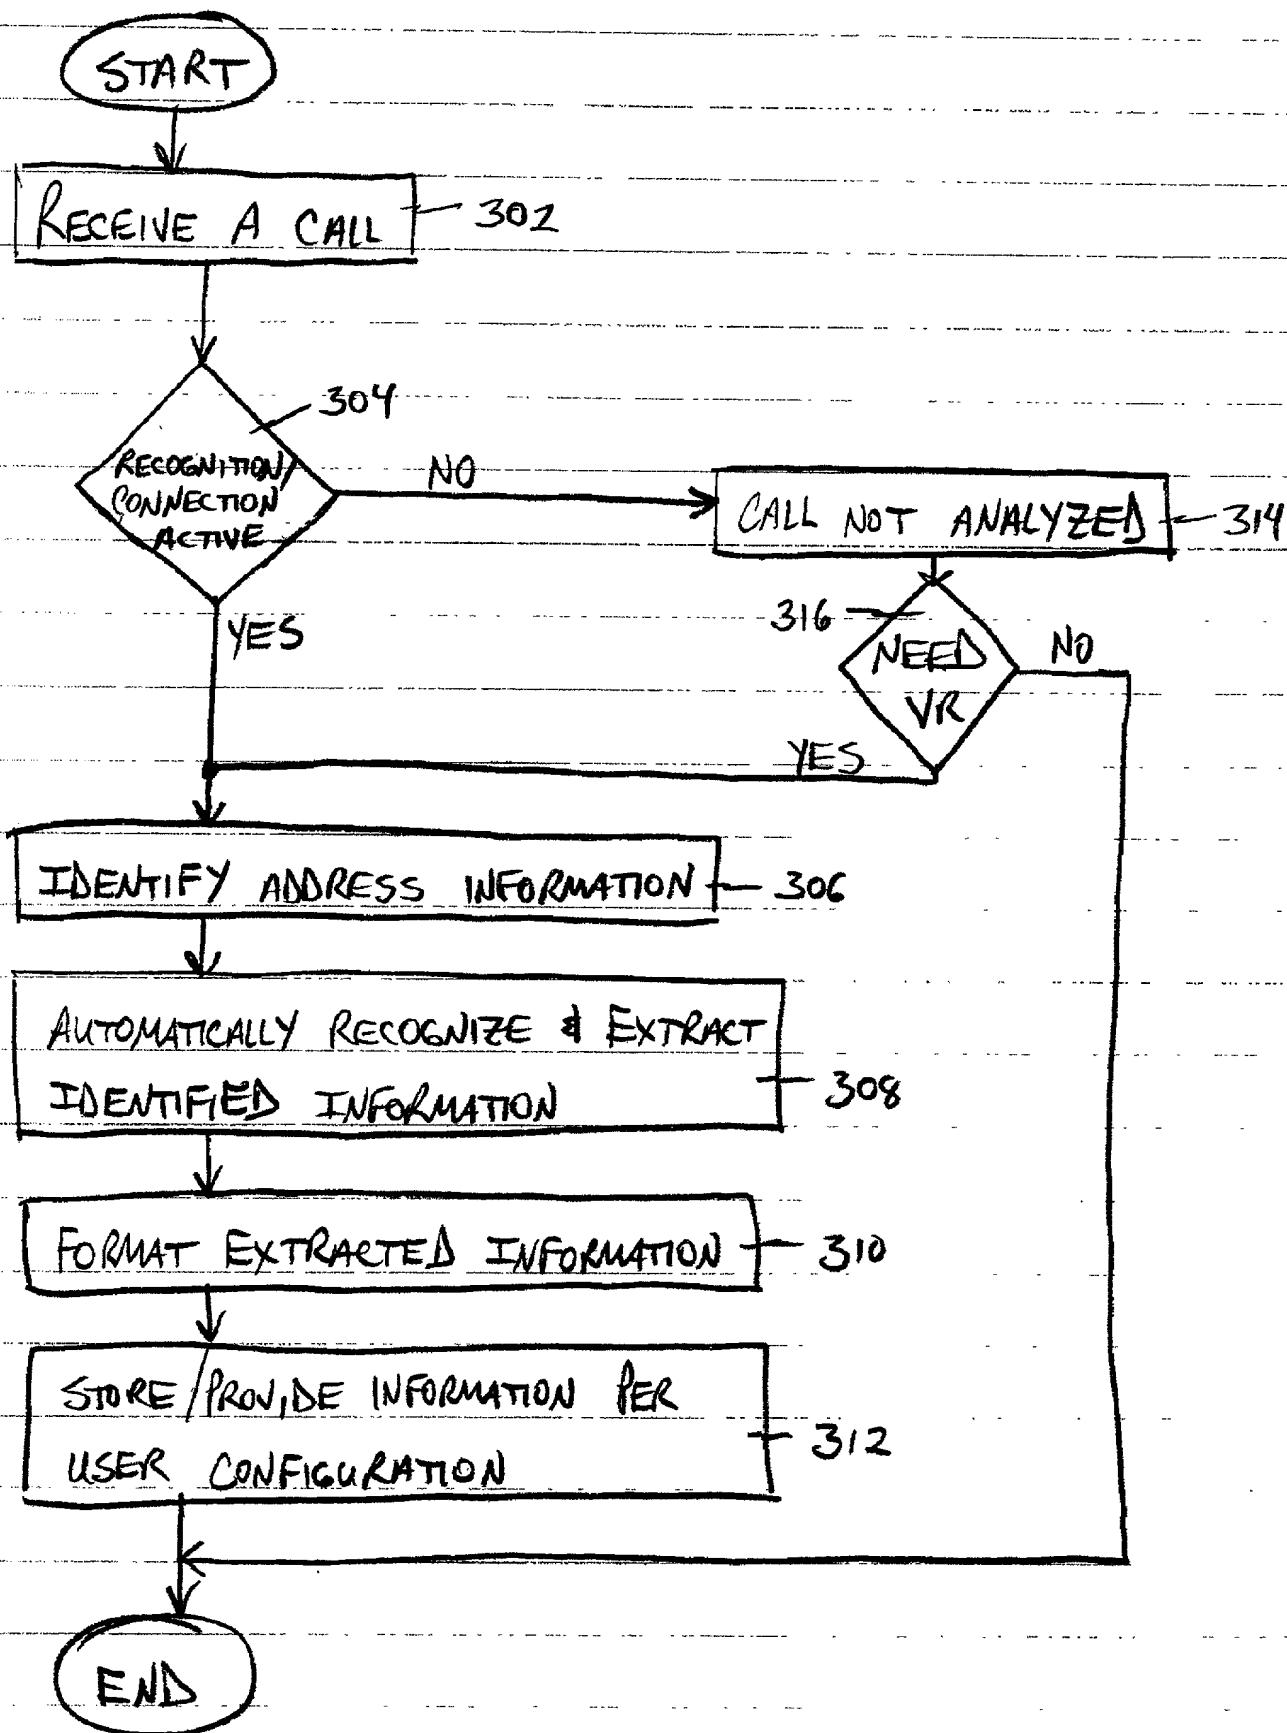 START
RECEIVE A CALL
302
304
RECOGNITION/
CONNECTION
ACTIVE
NO
CALL NOT ANALYZED
314
YES
316
NEED
VR
NO
YES
IDENTIFY ADDRESS INFORMATION
306
AUTOMATICALLY RECOGNIZE & EXTRACT
IDENTIFIED INFORMATION
308
FORMAT EXTRACTED INFORMATION
310
STORE/PROVIDE INFORMATION PER
USER CONFIGURATION
312
END